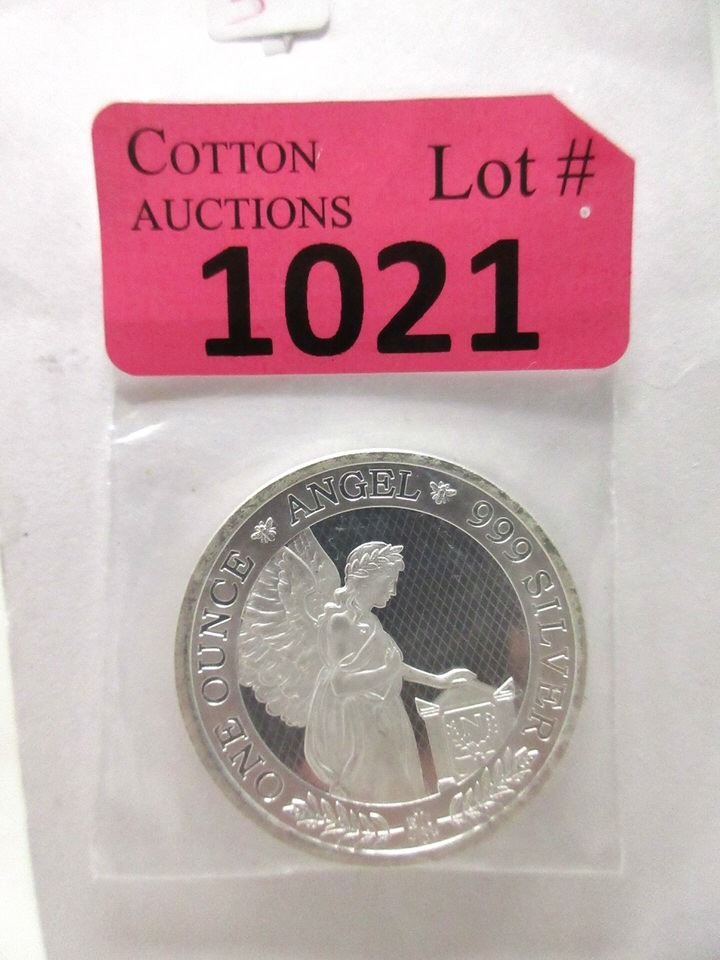 COTTON
AUCTIONS
Lot #
1021
ONE OUNCE * ANGEL * 999 SILVER
N